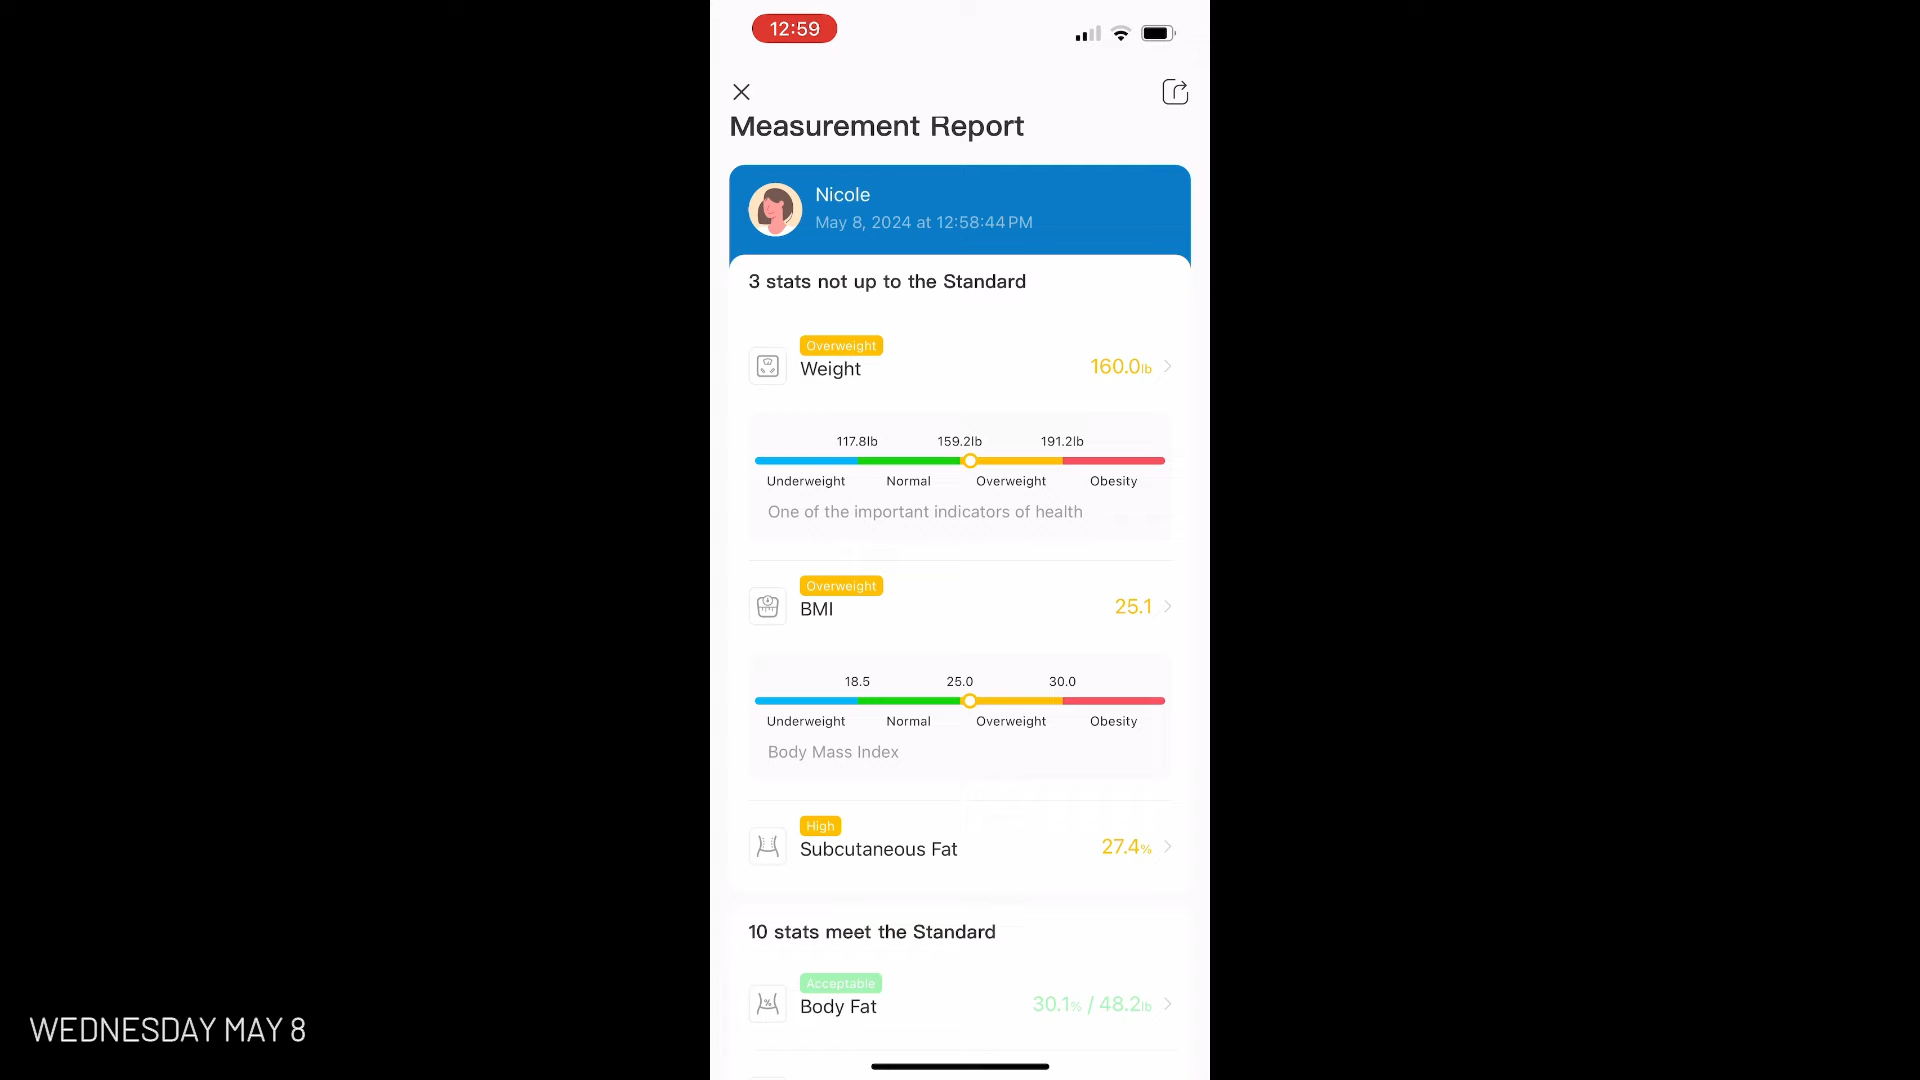 12:59
Measurement Report
Nicole
May 8, 2024 at 12:58:44 PM
3 stats not up to the Standard
Overweight
Weight
160.0lb
117.8lb 159.2lb 191.2lb
Underweight Normal Overweight Obesity
One of the important indicators of health
Overweight
BMI
25.1
18.5 25.0 30.0
Underweight Normal Overweight Obesity
Body Mass Index
High
Subcutaneous Fat
27.4%
10 stats meet the Standard
Acceptable
Body Fat
30.1% / 48.2lb
WEDNESDAY MAY 8